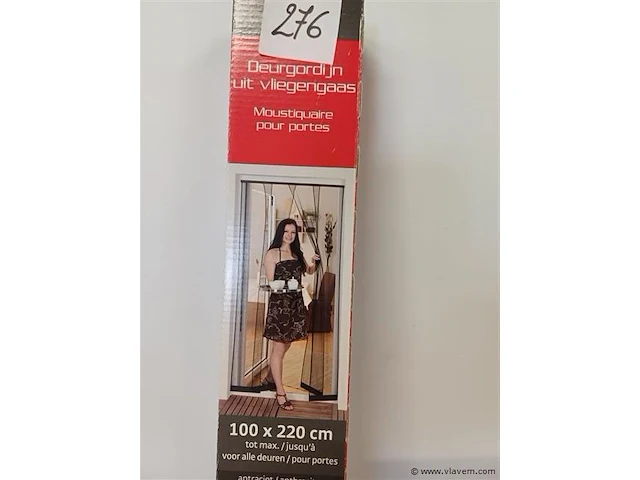 276
Deurgordijn
uit vliegengaas
Moustiquaire
pour portes
100 x 220 cm
tot max. / jusqu'à
voor alle deuren / pour portes
antraciet /
© www.vlavem.com